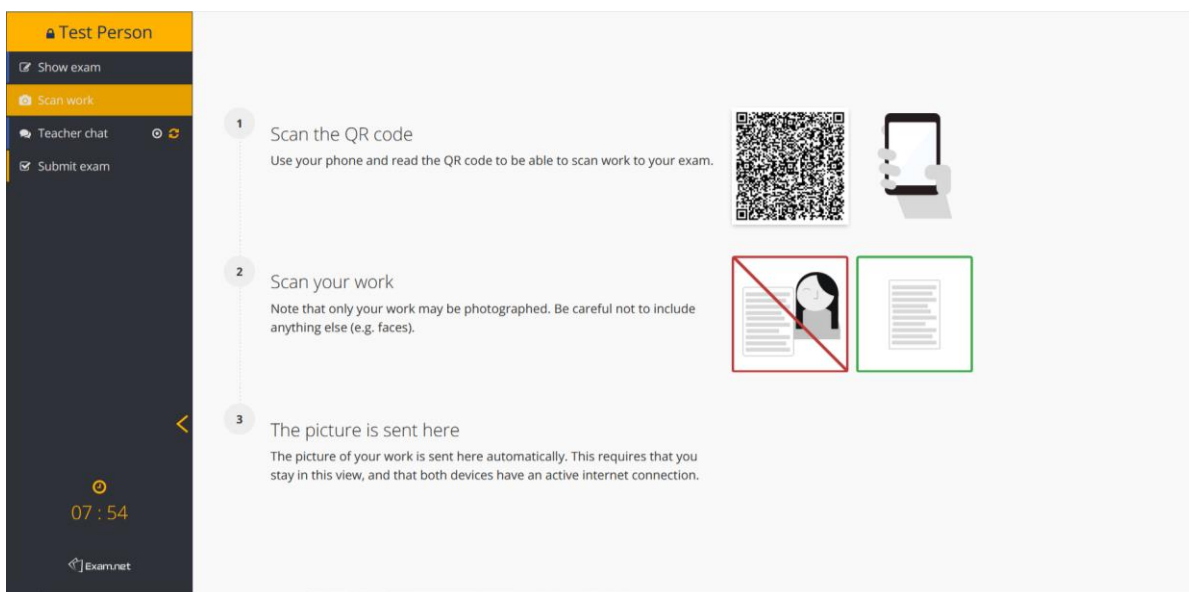 Test Person
Show exam
Scan work
Teacher chat
Submit exam
07 : 54
Exam.net
1
Scan the QR code
Use your phone and read the QR code to be able to scan work to your exam.
2
Scan your work
Note that only your work may be photographed. Be careful not to include
anything else (e.g. faces).
3
The picture is sent here
The picture of your work is sent here automatically. This requires that you
stay in this view, and that both devices have an active internet connection.